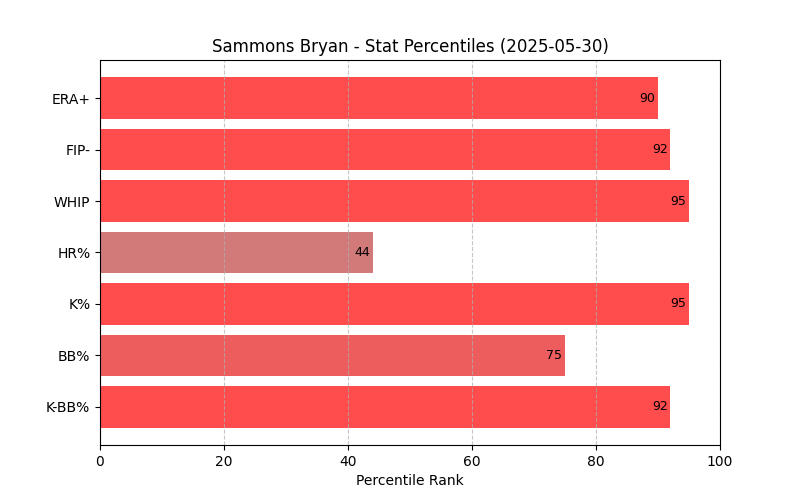 Sammons Bryan - Stat Percentiles (2025-05-30)
ERA+
90
FIP-
92
WHIP
95
HR%
44
K%
95
BB%
75
K-BB%
92
0 20 40 60 80 100
Percentile Rank